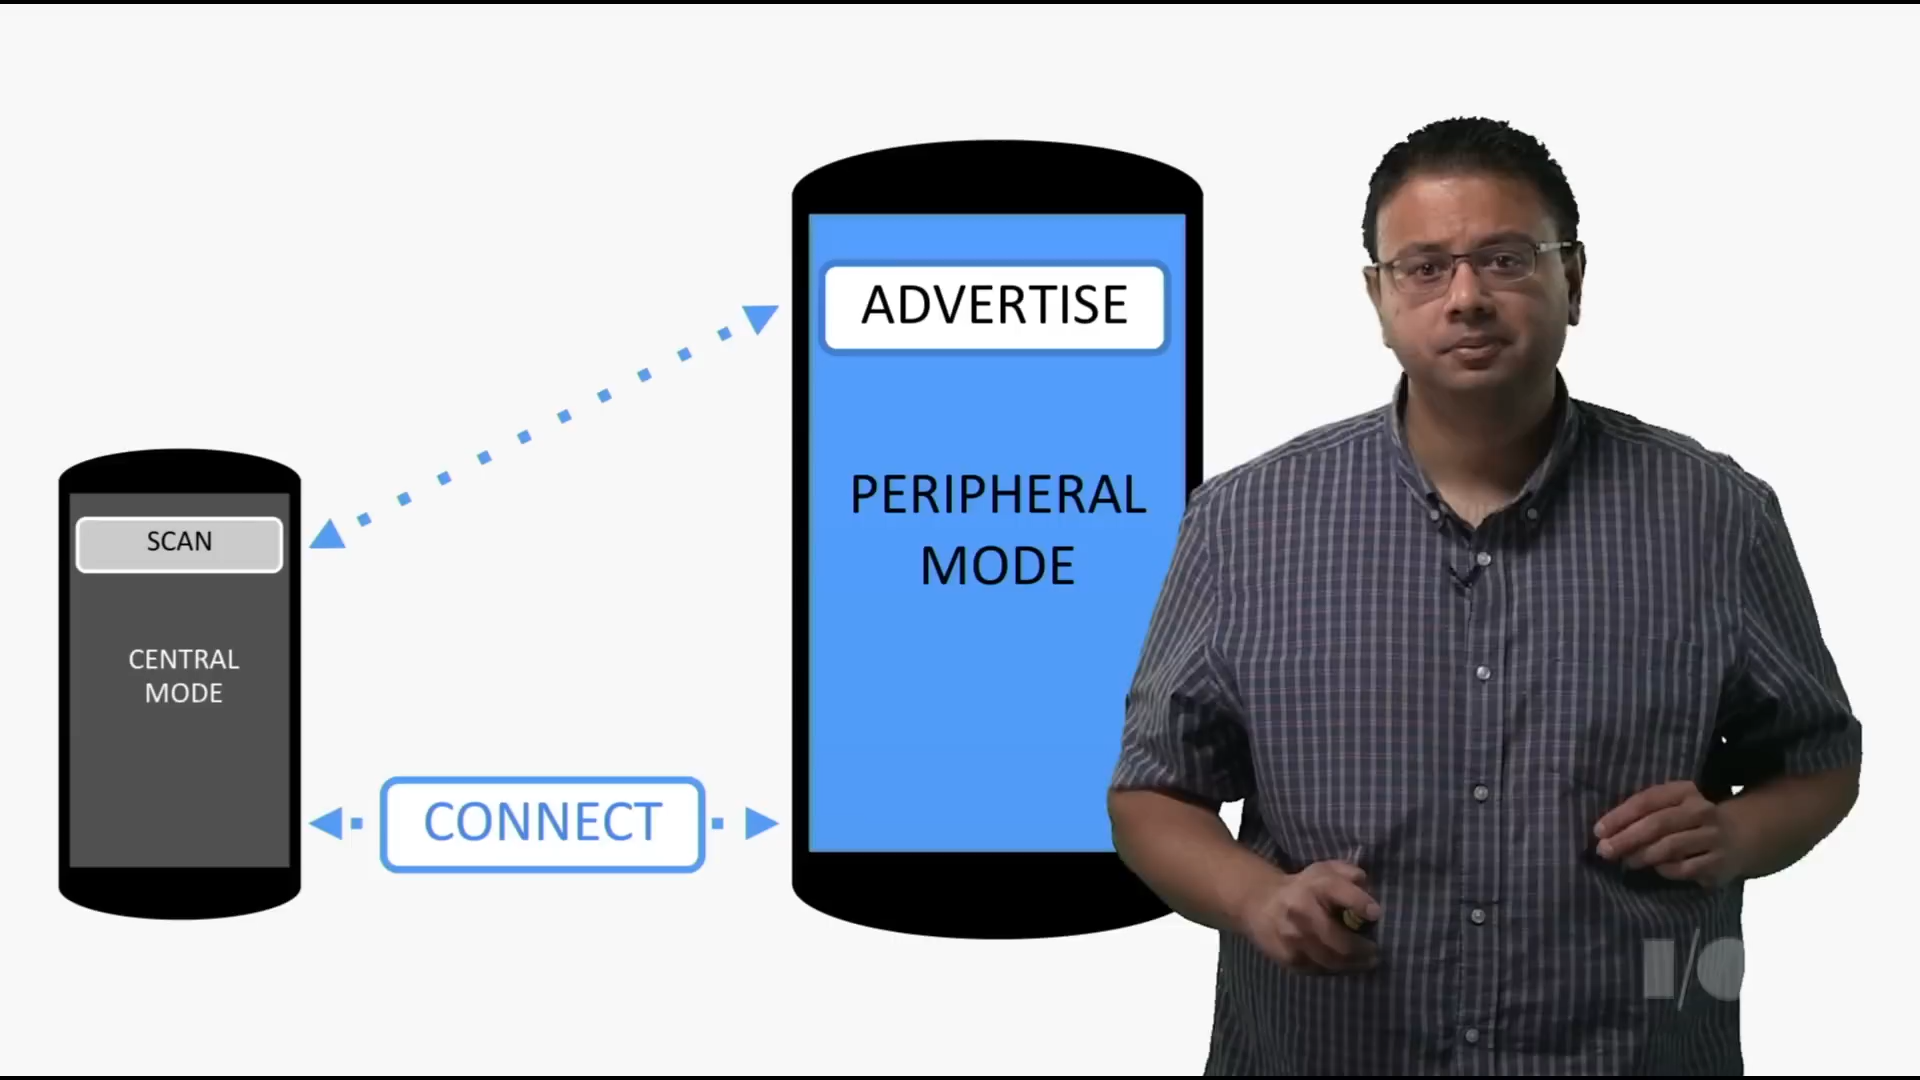 ADVERTISE
SCAN
PERIPHERAL
MODE
CENTRAL
MODE
CONNECT
I/O